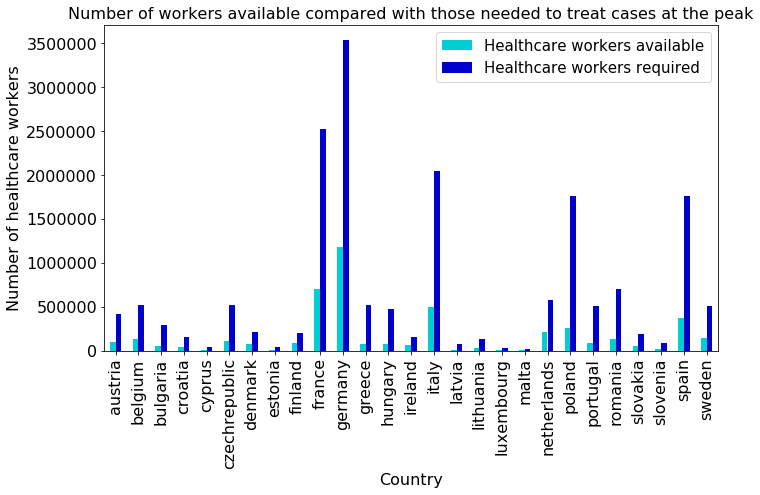 Number of workers available compared with those needed to treat cases at the peak
Healthcare workers available
Healthcare workers required
Number of healthcare workers
3500000
3000000
2500000
2000000
1500000
1000000
500000
0
austria
belgium
bulgaria
croatia
cyprus
czechrepublic
denmark
estonia
finland
france
germany
greece
hungary
ireland
italy
latvia
lithuania
luxembourg
malta
netherlands
poland
portugal
romania
slovakia
slovenia
spain
sweden
Country